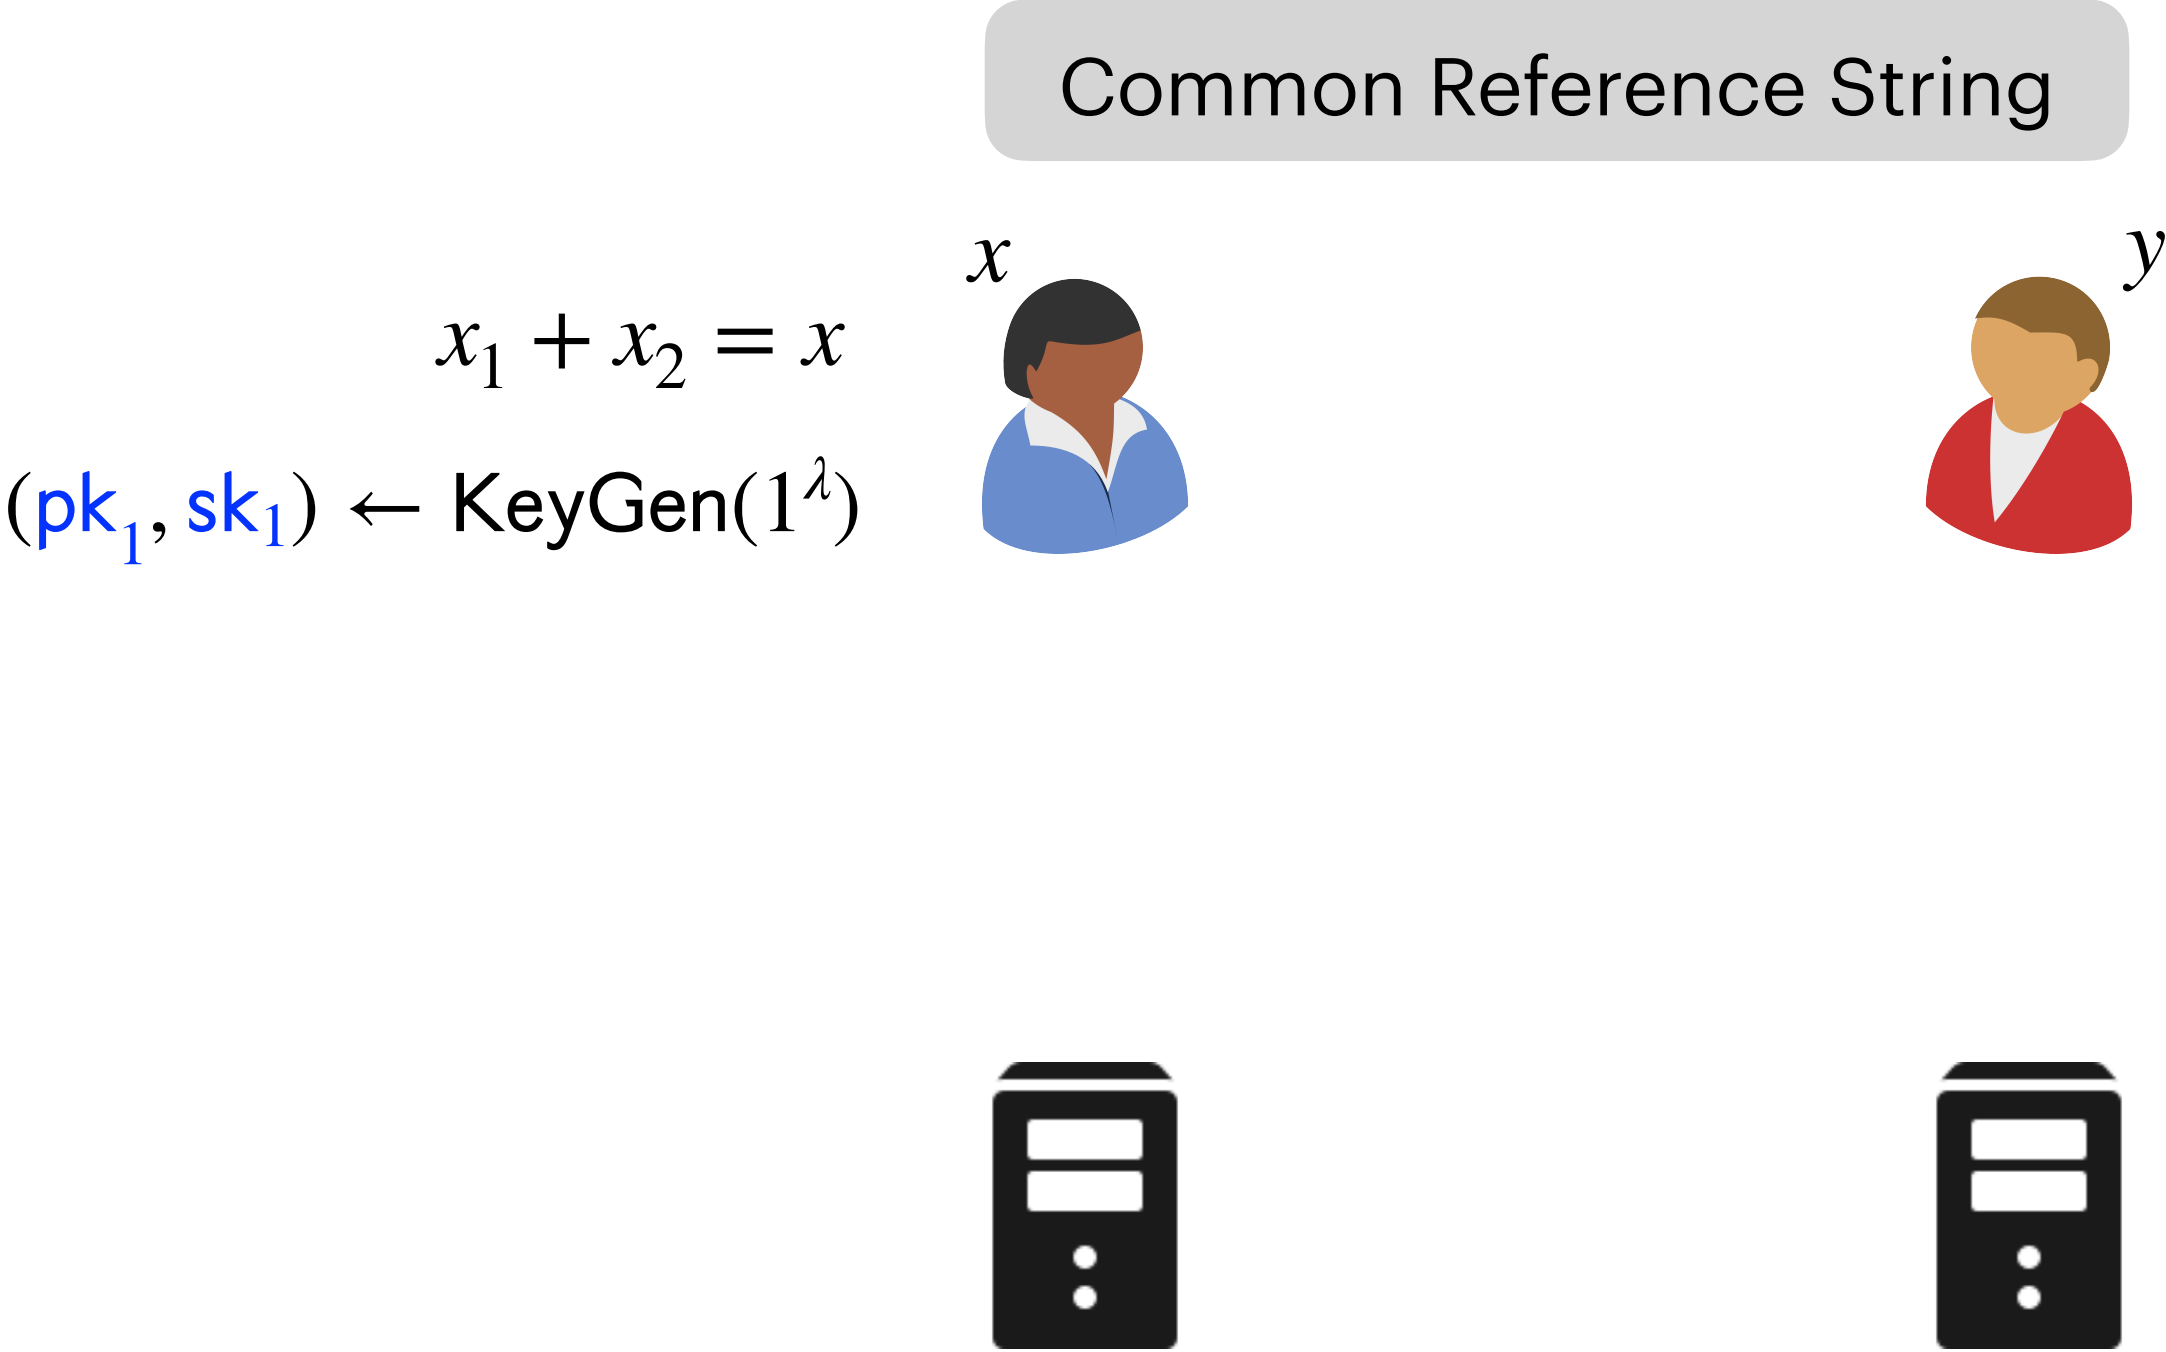 Common Reference String
x
y
x₁ + x₂ = x
(pk₁, sk₁) ← KeyGen(1^λ)